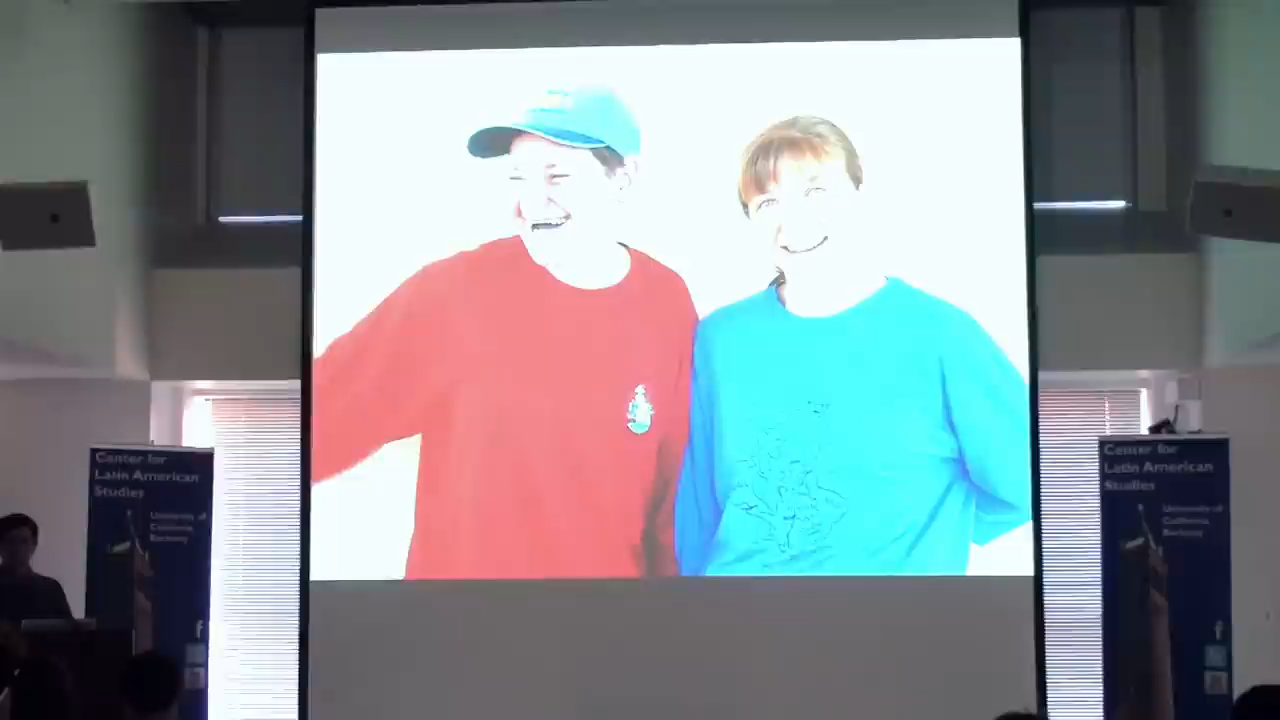 Center for
Latin American
Studies
University of
California
Berkeley
f
Center for
Latin American
Studies
University of
California
Berkeley
f